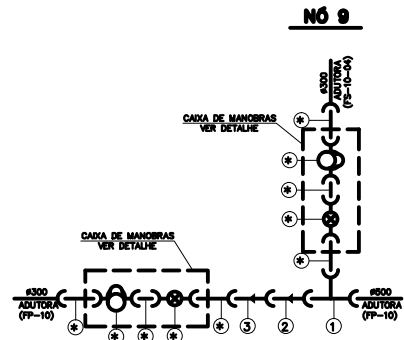 NÓ 9
ø300
ADUTORA
(FS-10-04)
*
CAIXA DE MANOBRAS
VER DETALHE
*
*
*
*
CAIXA DE MANOBRAS
VER DETALHE
ø300
ADUTORA
(FP-10)
*
*
*
*
*
3
2
1
ø500
ADUTORA
(FP-10)